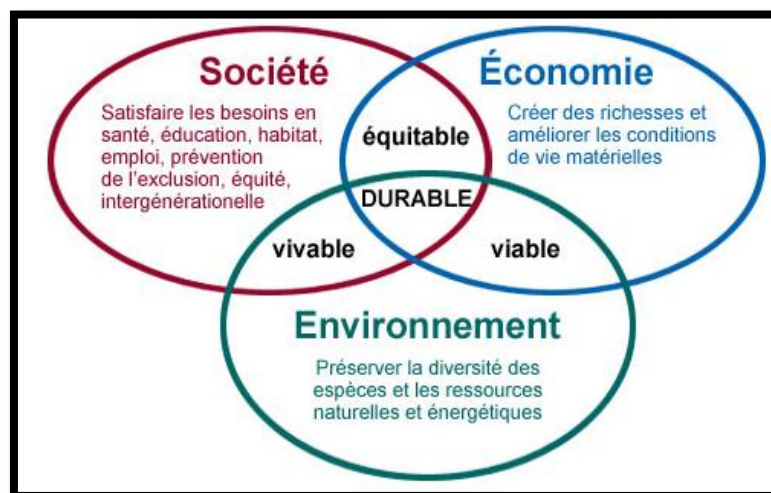 Société
Satisfaire les besoins en
santé, éducation, habitat,
emploi, prévention
de l'exclusion, équité,
intergénérationelle
équitable
Économie
Créer des richesses et
améliorer les conditions
de vie matérielles
DURABLE
vivable
viable
Environnement
Préserver la diversité des
espèces et les ressources
naturelles et énergétiques